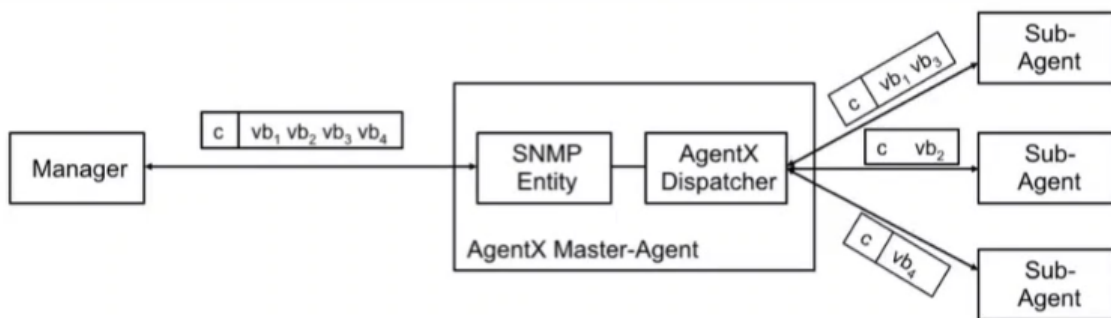 Sub-
Agent
c vb₁ vb₃
c vb₁ vb₂ vb₃ vb₄
Manager
SNMP
Entity
AgentX
Dispatcher
c vb₂
Sub-
Agent
AgentX Master-Agent
c vb₄
Sub-
Agent